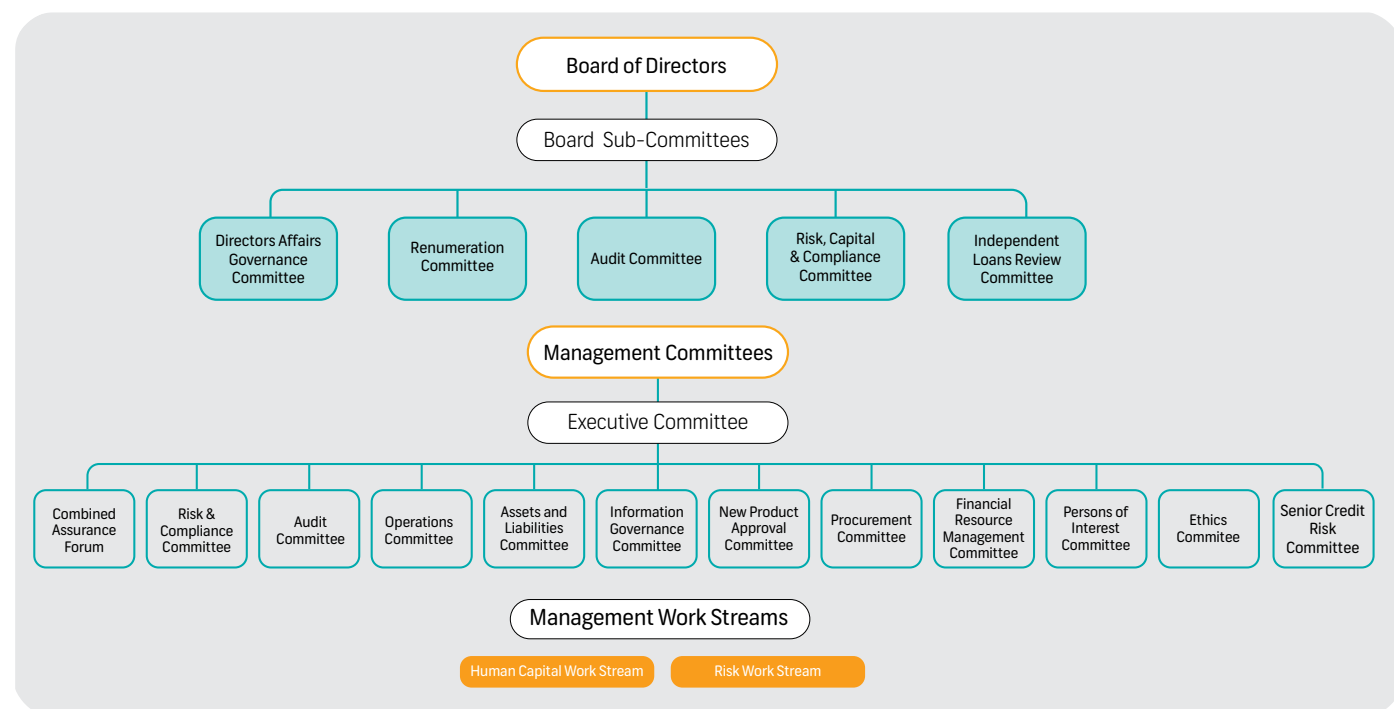 Board of Directors
Board Sub-Committees
Directors Affairs
Governance
Committee
Renumeration
Committee
Audit Committee
Risk, Capital
& Compliance
Committee
Independent
Loans Review
Committee
Management Committees
Executive Committee
Combined
Assurance
Forum
Risk &
Compliance
Committee
Audit
Committee
Operations
Committee
Assets and
Liabilities
Committee
Information
Governance
Committee
New Product
Approval
Committee
Procurement
Committee
Financial
Resource
Management
Committee
Persons of
Interest
Committee
Ethics
Commitee
Senior Credit
Risk
Committee
Management Work Streams
Human Capital Work Stream
Risk Work Stream